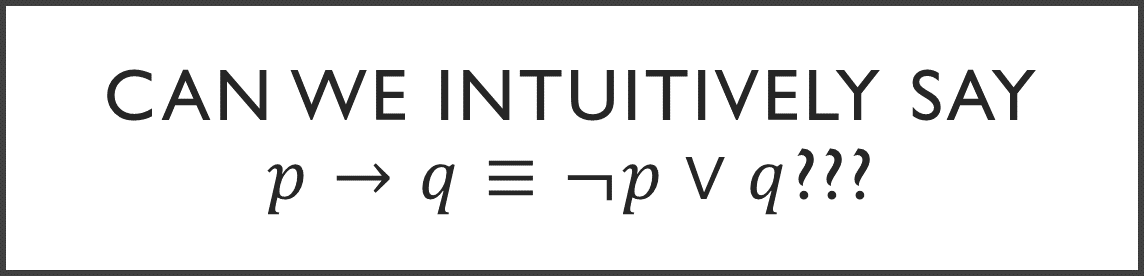 CAN WE INTUITIVELY SAY
𝑝 → 𝑞 ≡ ¬𝑝 ∨ 𝑞???